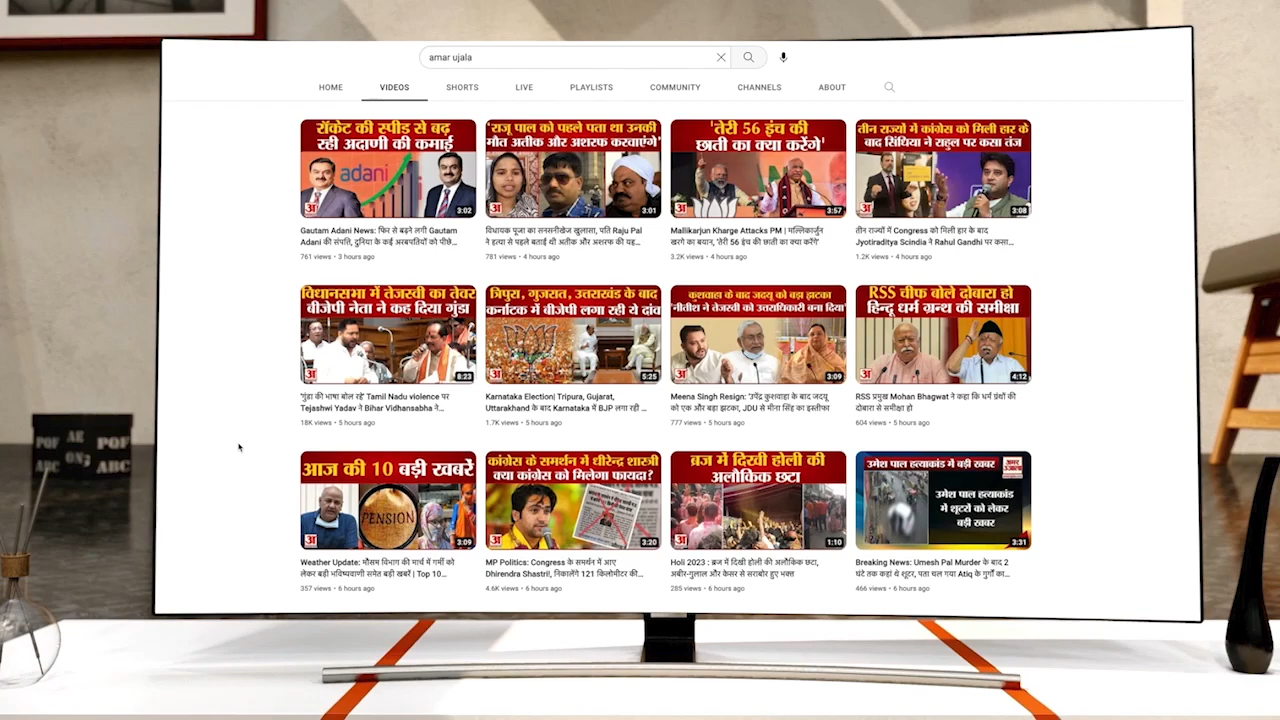 amar ujala
HOME VIDEOS SHORTS LIVE PLAYLISTS COMMUNITY CHANNELS ABOUT
रॉकेट की स्पीड से बढ़
रही अदाणी की कमाई
adani
अ
3:02
Gautam Adani News: फिर से बढ़ने लगी Gautam
Adani की संपत्ति, दुनिया के कई अरबपतियों को पीछे...
761 views • 3 hours ago
'राजू पाल को पहले पता था उनकी
मौत अतीक और अशरफ करवाएंगे'
अ
3:01
विधायक पूजा का सनसनीखेज खुलासा, पति Raju Pal
ने हत्या से पहले बताई थी अतीक और अशरफ की यह...
781 views • 4 hours ago
'तेरी 56 इंच की
छाती का क्या करेंगे'
अ
3:57
Mallikarjun Kharge Attacks PM | मल्लिकार्जुन
खरगे का बयान, 'तेरी 56 इंच की छाती का क्या करेंगे'
3.2K views • 4 hours ago
तीन राज्यों में कांग्रेस को मिली हार के
बाद सिंधिया ने राहुल पर कसा तंज
अ
3:08
तीन राज्यों में Congress को मिली हार के बाद
Jyotiraditya Scindia ने Rahul Gandhi पर कसा...
1.2K views • 4 hours ago
विधानसभा में तेजस्वी का तेवर
बीजेपी नेता ने कह दिया गुंडा
अ
8:23
'गुंडा की भाषा बोल रहे' Tamil Nadu violence पर
Tejashwi Yadav ने Bihar Vidhansabha ने...
18K views • 5 hours ago
त्रिपुरा, गुजरात, उत्तराखंड के बाद
कर्नाटक में बीजेपी लगा रही ये दांव
अ
5:25
Karnataka Election| Tripura, Gujarat,
Uttarakhand के बाद Karnataka में BJP लगा रही ...
1.7K views • 5 hours ago
कुशवाहा के बाद जदयू को बड़ा झटका
'नीतीश ने तेजस्वी को उत्तराधिकारी बना दिया'
अ
3:09
Meena Singh Resign: 'उपेंद्र कुशवाहा के बाद जदयू
को एक और बड़ा झटका, JDU से मीना सिंह का इस्तीफा
777 views • 5 hours ago
RSS चीफ बोले दोबारा हो
हिन्दू धर्म ग्रन्थ की समीक्षा
अ
4:12
RSS प्रमुख Mohan Bhagwat ने कहा कि धर्म ग्रंथों की
दोबारा से समीक्षा हो
604 views • 5 hours ago
आज की 10 बड़ी खबरें
PENSION
अ
3:09
Weather Update: मौसम विभाग की मार्च में गर्मी को
लेकर बड़ी भविष्यवाणी समेत बड़ी खबरें | Top 10...
357 views • 6 hours ago
कांग्रेस के समर्थन में धीरेन्द्र शास्त्री
क्या कांग्रेस को मिलेगा फायदा?
अ
3:20
MP Politics: Congress के समर्थन में आए
Dhirendra Shastri!, निकालेंगे 121 किलोमीटर की...
4.6K views • 6 hours ago
ब्रज में दिखी होली की
अलौकिक छटा
अ
1:10
Holi 2023 : ब्रज में दिखी होली की अलौकिक छटा,
अबीर-गुलाल और केसर से सराबोर हुए भक्त
285 views • 6 hours ago
उमेश पाल हत्याकांड में बड़ी खबर
अमर उजाला
उमेश पाल हत्याकांड
में शूटरों को लेकर
बड़ी खबर
3:31
Breaking News: Umesh Pal Murder के बाद 2
घंटे तक कहां थे शूटर, पता चल गया Atiq के गुर्गों का...
466 views • 6 hours ago